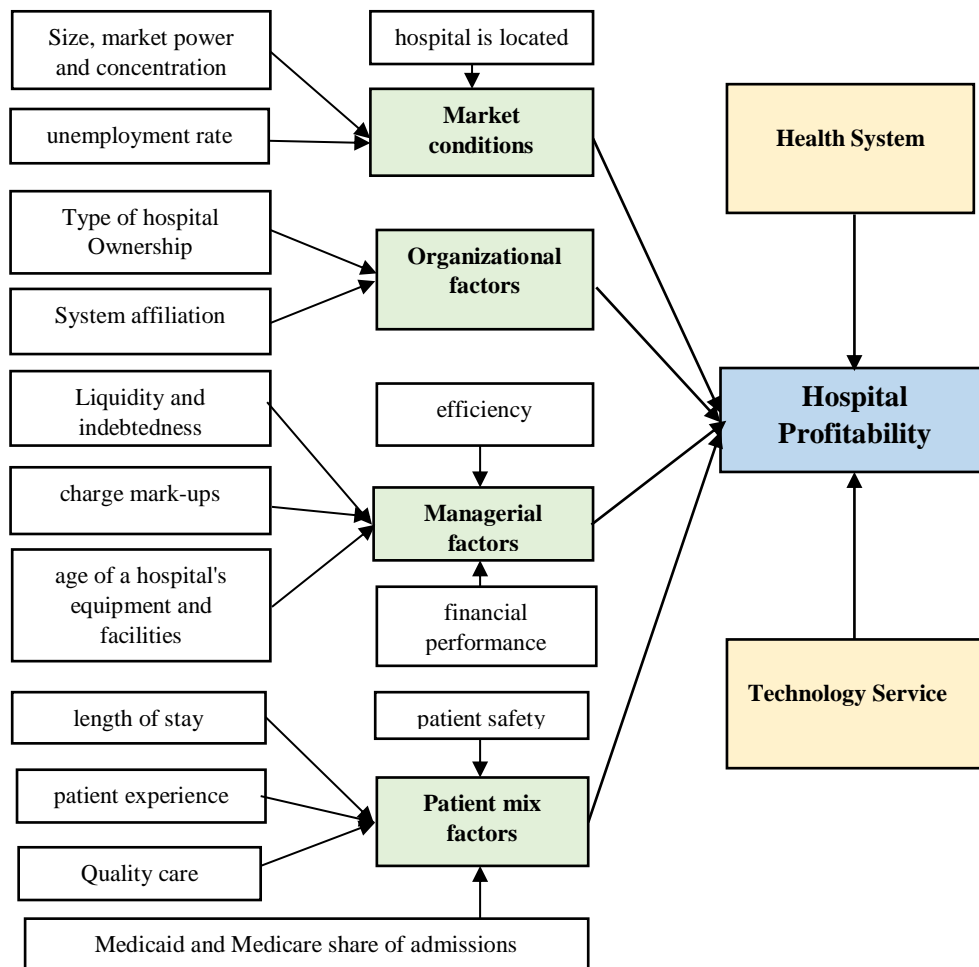 Size, market power
and concentration
hospital is located
Market
conditions
unemployment rate
Health System
Type of hospital
Ownership
Organizational
factors
System affiliation
Liquidity and
indebtedness
efficiency
Hospital
Profitability
charge mark-ups
Managerial
factors
age of a hospital's
equipment and
facilities
financial
performance
Technology Service
length of stay
patient safety
patient experience
Patient mix
factors
Quality care
Medicaid and Medicare share of admissions